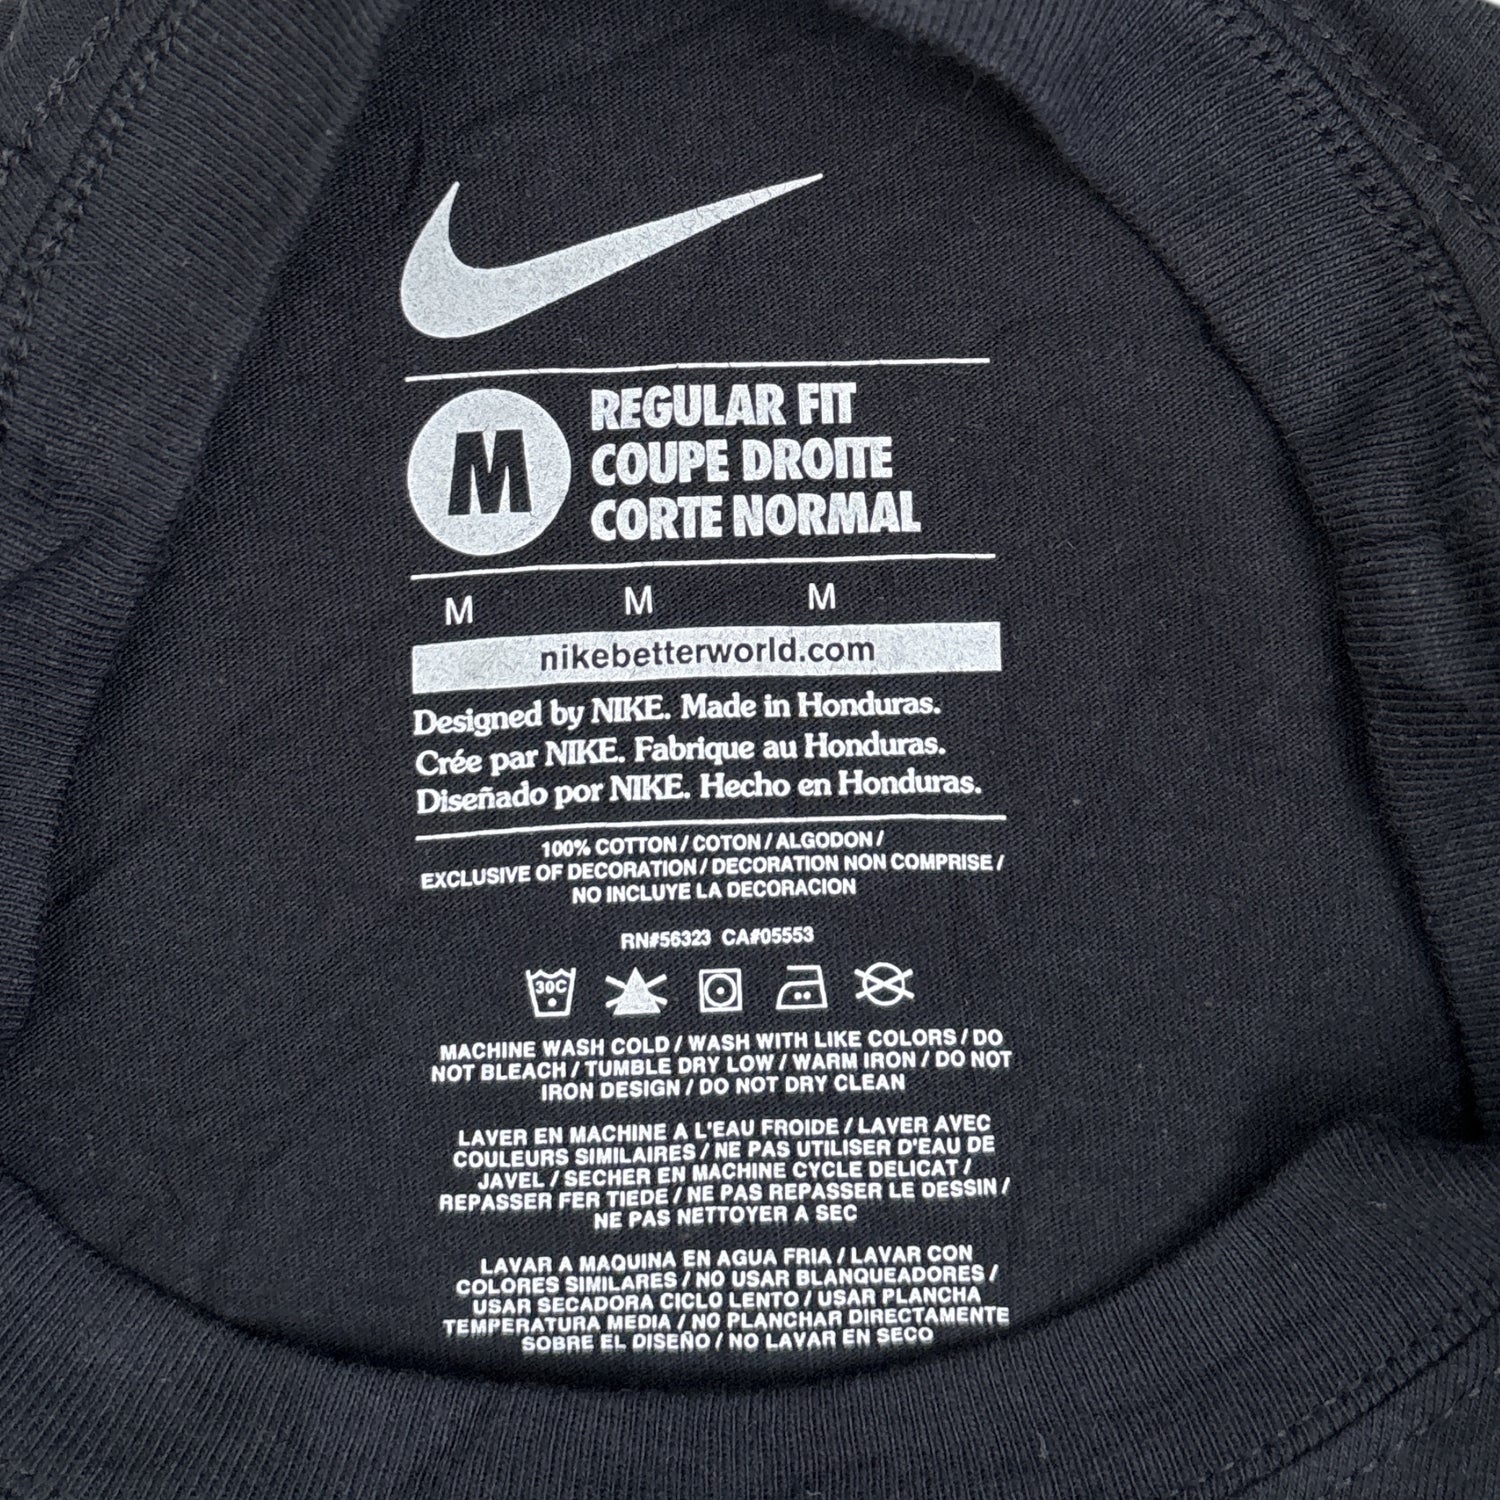 M
REGULAR FIT
COUPE DROITE
CORTE NORMAL
M M M
nikebetterworld.com
Designed by NIKE. Made in Honduras.
Crée par NIKE. Fabrique au Honduras.
Diseñado por NIKE. Hecho en Honduras.
100% COTTON / COTON / ALGODON /
EXCLUSIVE OF DECORATION / DECORATION NON COMPRISE /
NO INCLUYE LA DECORACION
RN#56323 CA#05553
30C
MACHINE WASH COLD / WASH WITH LIKE COLORS / DO
NOT BLEACH / TUMBLE DRY LOW / WARM IRON / DO NOT
IRON DESIGN / DO NOT DRY CLEAN
LAVER EN MACHINE A L'EAU FROIDE / LAVER AVEC
COULEURS SIMILAIRES / NE PAS UTILISER D'EAU DE
JAVEL / SECHER EN MACHINE CYCLE DELICAT /
REPASSER FER TIEDE / NE PAS REPASSER LE DESSIN /
NE PAS NETTOYER A SEC
LAVAR A MAQUINA EN AGUA FRIA / LAVAR CON
COLORES SIMILARES / NO USAR BLANQUEADORES /
USAR SECADORA CICLO LENTO / USAR PLANCHA
TEMPERATURA MEDIA / NO PLANCHAR DIRECTAMENTE
SOBRE EL DISEÑO / NO LAVAR EN SECO